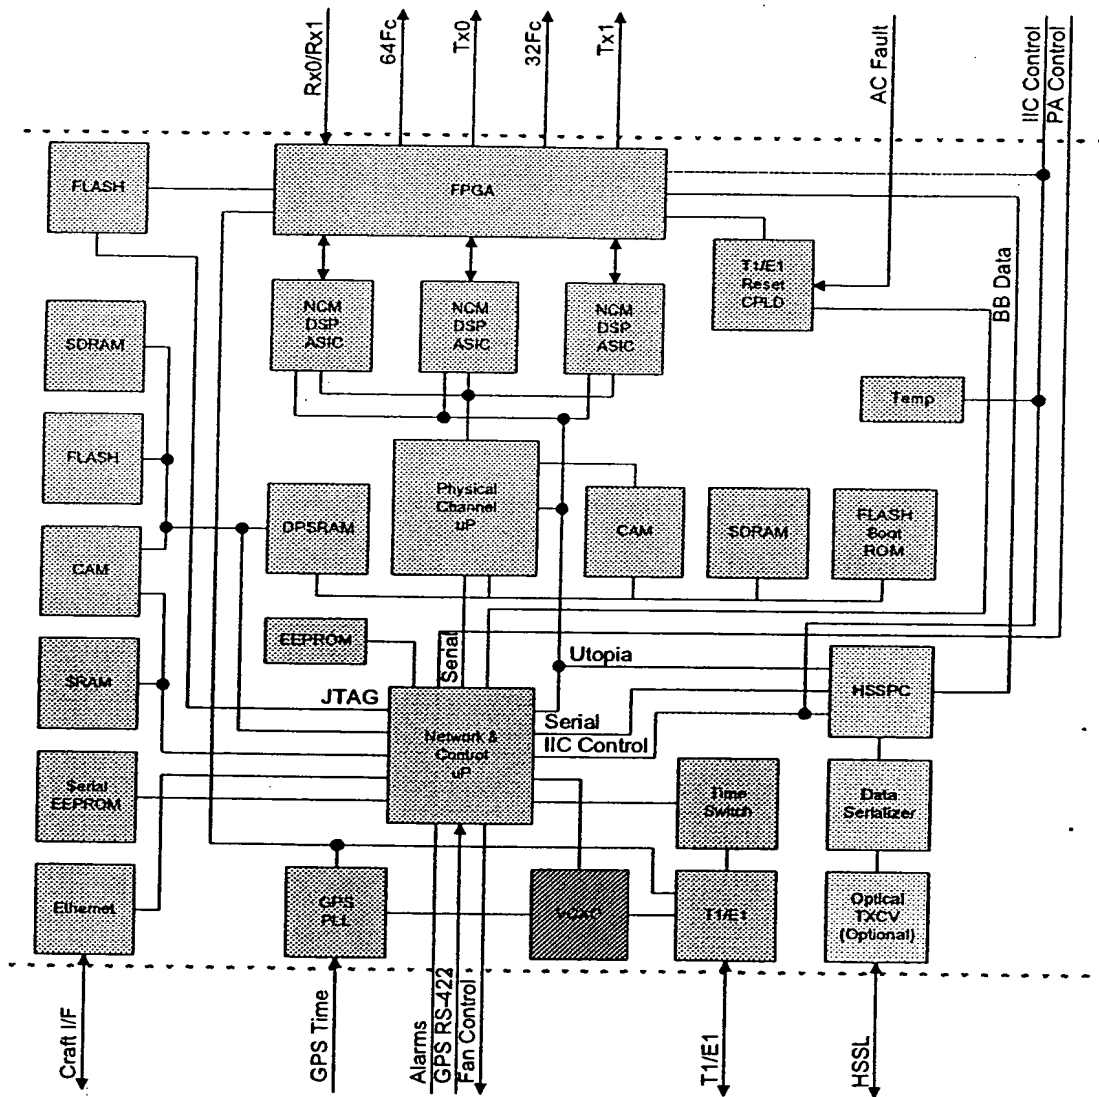 Rx0/Rx1
64Fc
Tx0
32Fc
Tx1
AC Fault
IIC Control
PA Control
FLASH
FPGA
T1/E1
Reset
CPLD
BB Data
NCM
DSP
ASIC
NCM
DSP
ASIC
NCM
DSP
ASIC
SDRAM
Temp
FLASH
Physical
Channel
uP
DPSRAM
CAM
SDRAM
FLASH
Boot
ROM
CAM
EEPROM
Serial
Utopia
SRAM
JTAG
HSSPC
Serial
IIC Control
Network &
Control
uP
Serial
EEPROM
Time
Switch
Data
Serializer
Ethernet
GPS
PLL
VCXO
T1/E1
Optical
TXCV
(Optional)
Craft I/F
GPS Time
Alarms
GPS RS-422
Fan Control
T1/E1
HSSL